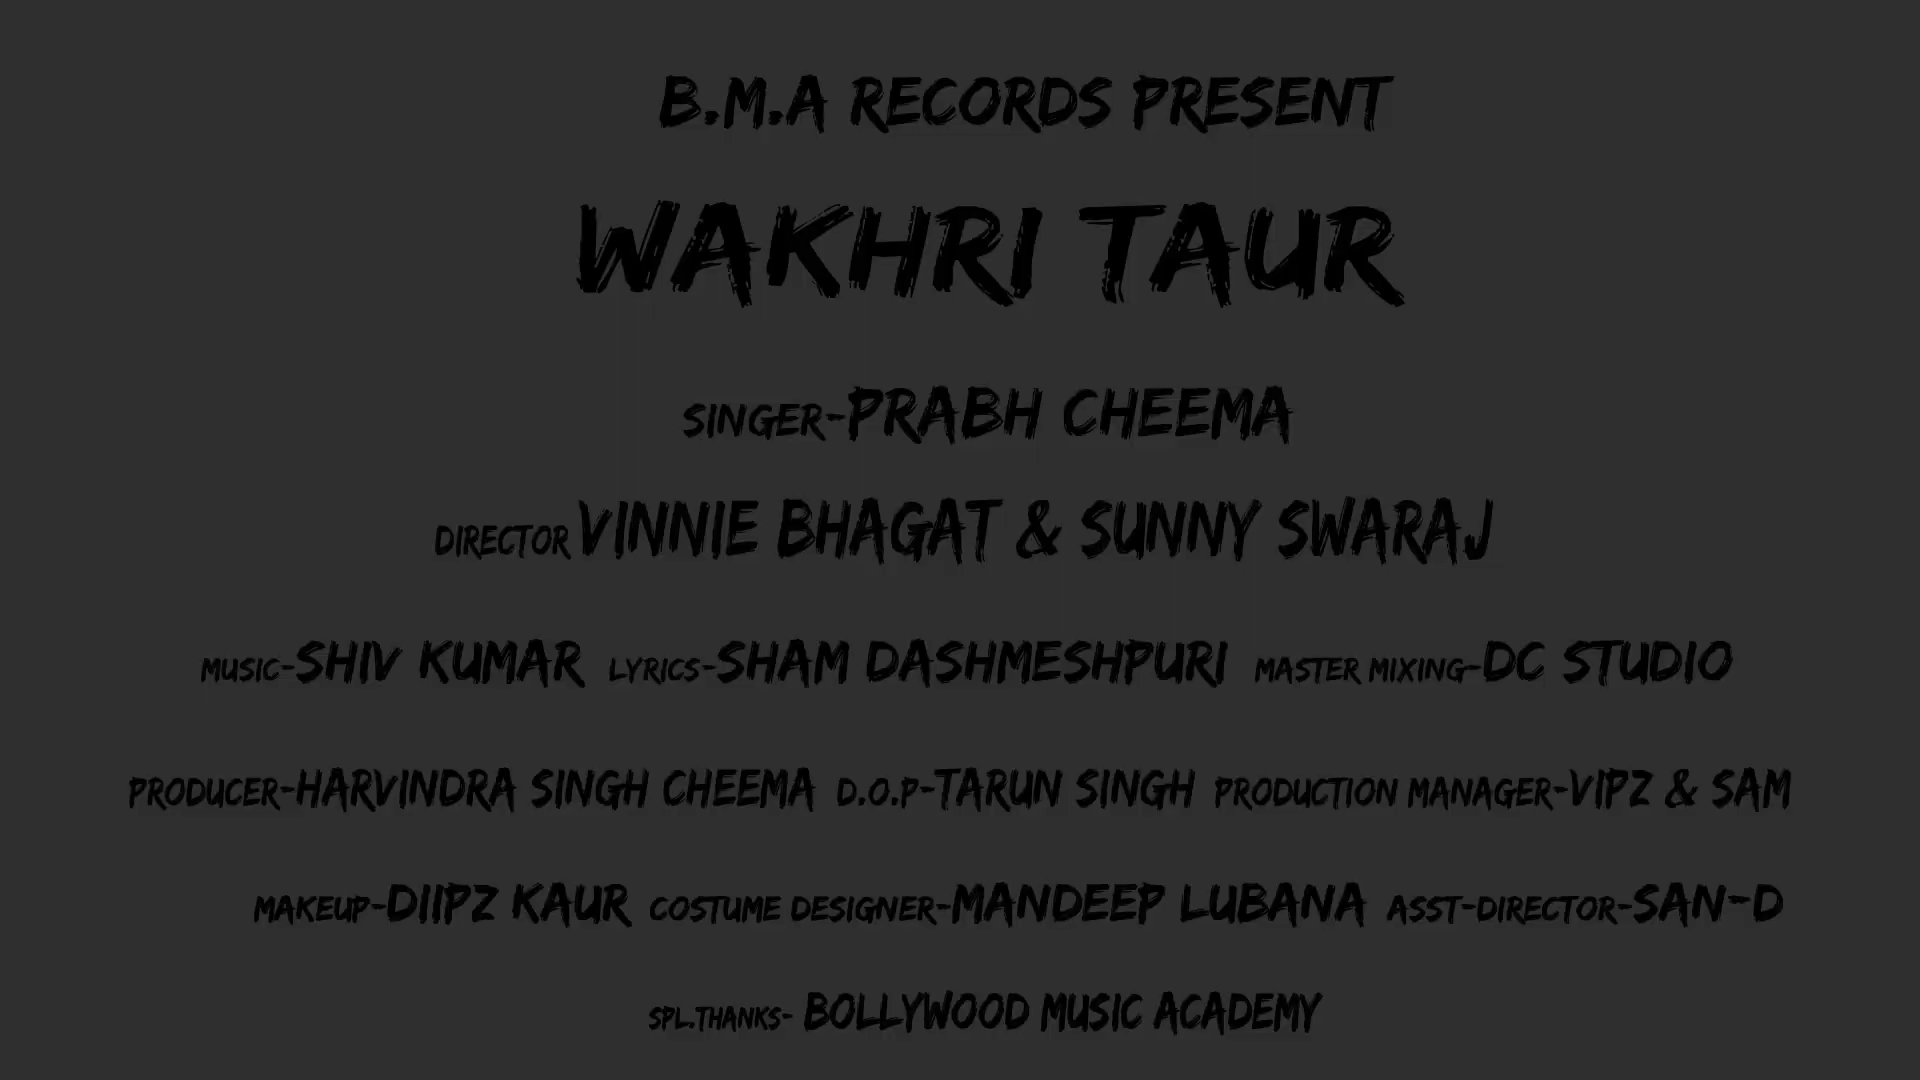 B.M.A RECORDS PRESENT
WAKHRI TAUR
SINGER-PRABH CHEEMA
DIRECTOR VINNIE BHAGAT & SUNNY SWARAJ
MUSIC-SHIV KUMAR LYRICS-SHAM DASHMESHPURI MASTER MIXING-DC STUDIO
PRODUCER-HARVINDRA SINGH CHEEMA D.O.P-TARUN SINGH PRODUCTION MANAGER-VIPZ & SAM
MAKEUP-DIIPZ KAUR COSTUME DESIGNER-MANDEEP LUBANA ASST-DIRECTOR-SAN-D
SPL.THANKS- BOLLYWOOD MUSIC ACADEMY